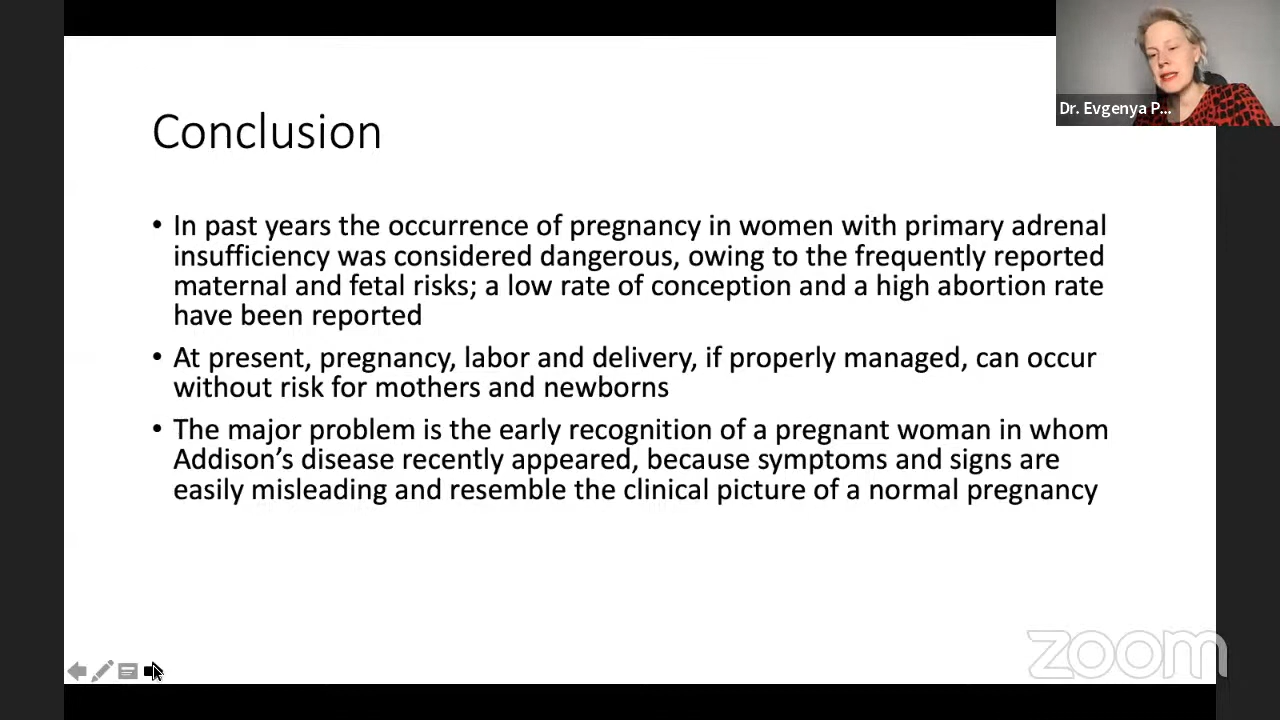 Dr. Evgenya P...
Conclusion
• In past years the occurrence of pregnancy in women with primary adrenal
insufficiency was considered dangerous, owing to the frequently reported
maternal and fetal risks; a low rate of conception and a high abortion rate
have been reported
• At present, pregnancy, labor and delivery, if properly managed, can occur
without risk for mothers and newborns
• The major problem is the early recognition of a pregnant woman in whom
Addison’s disease recently appeared, because symptoms and signs are
easily misleading and resemble the clinical picture of a normal pregnancy
zoom